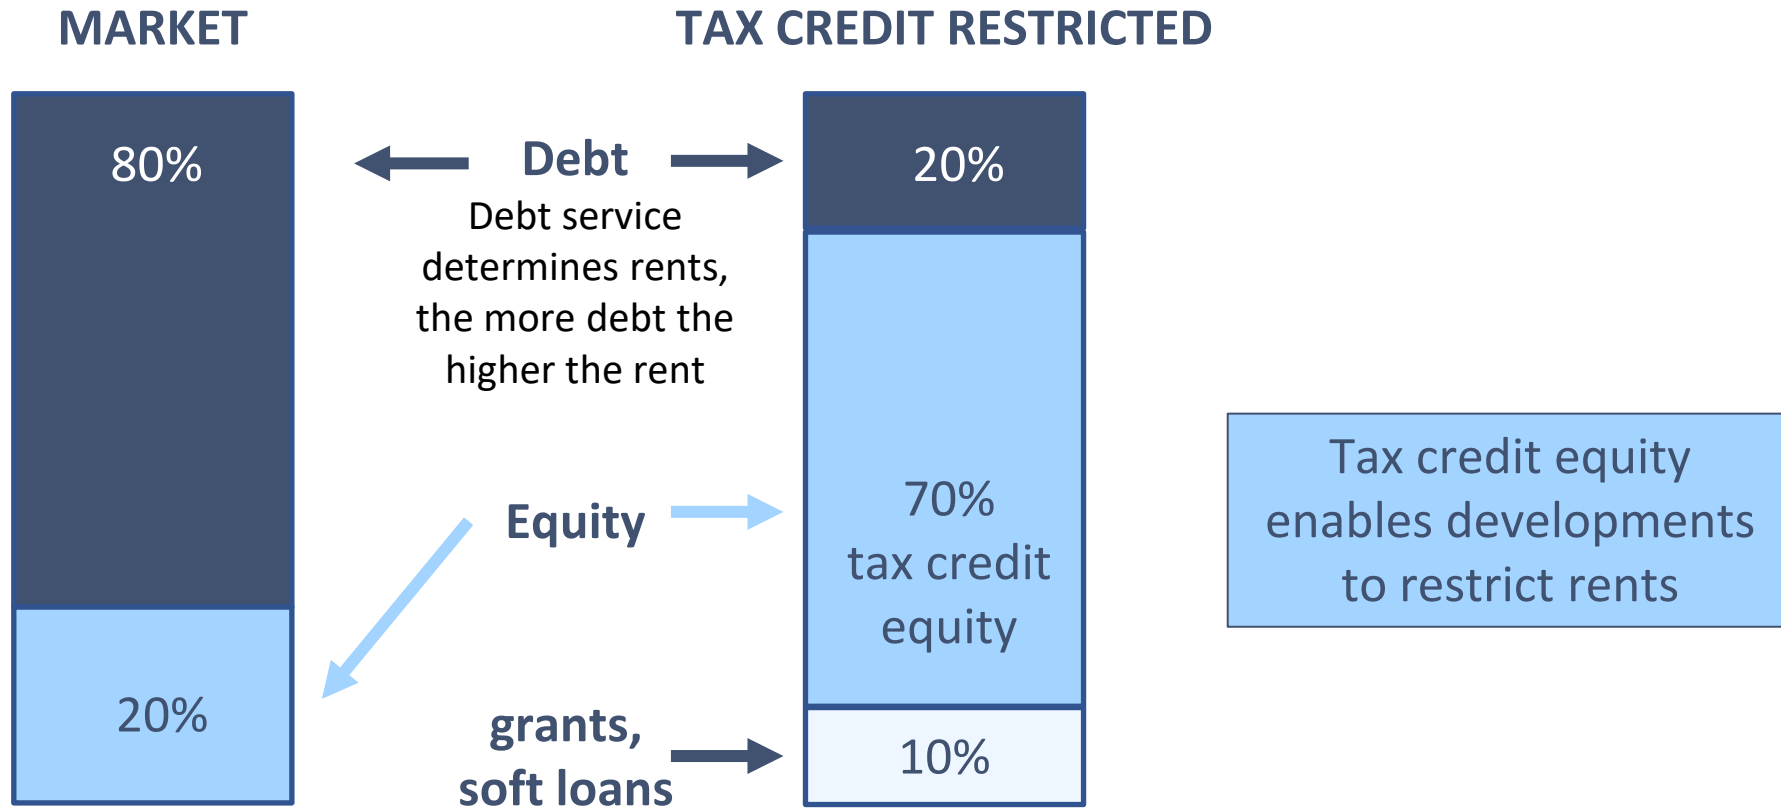 MARKET
TAX CREDIT RESTRICTED
80%
Debt
20%
Debt service
determines rents,
the more debt the
higher the rent
Equity
70%
tax credit
equity
20%
grants,
soft loans
10%
Tax credit equity
enables developments
to restrict rents